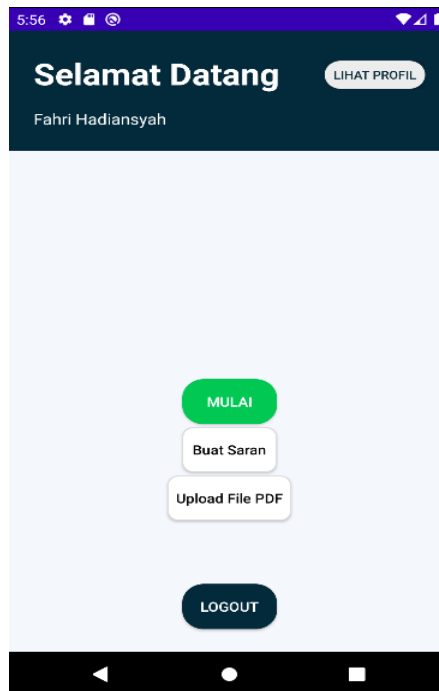 5:56
Selamat Datang
LIHAT PROFIL
Fahri Hadiansyah
MULAI
Buat Saran
Upload File PDF
LOGOUT